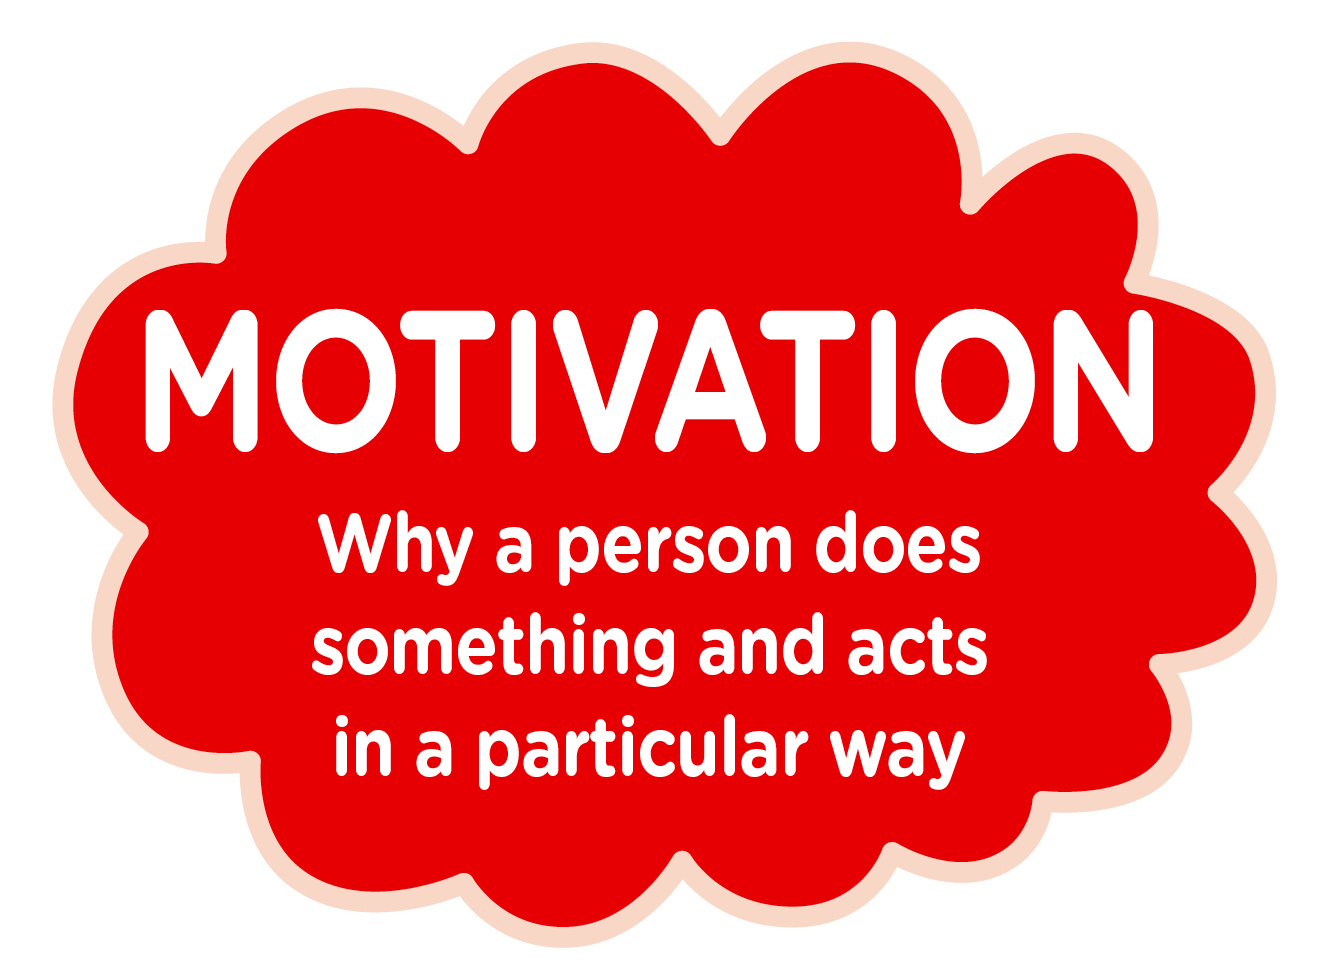 MOTIVATION
Why a person does
something and acts
in a particular way